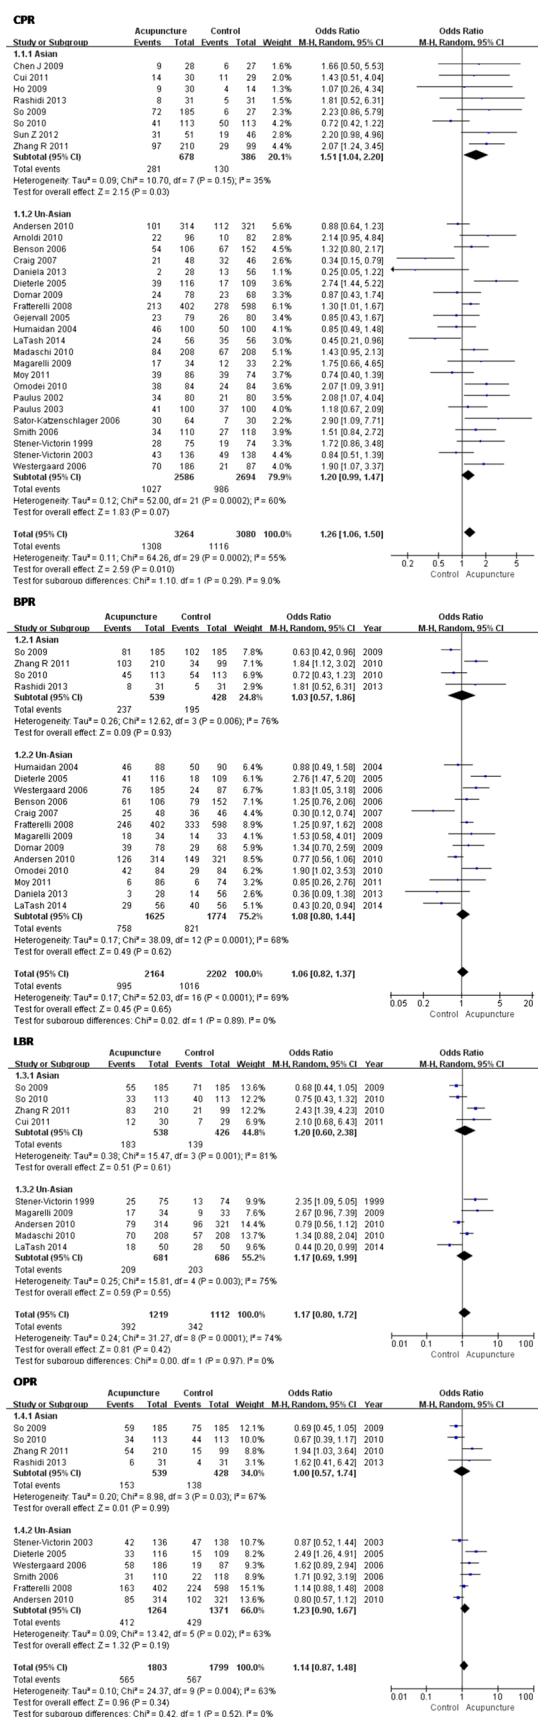 CPR
Acupuncture Control Odds Ratio Odds Ratio
Study or Subgroup Events Total Events Total Weight M-H, Random, 95% CI M-H, Random, 95% CI
1.1.1 Asian
Chen J 2009 9 28 6 27 1.6% 1.66 [0.50, 5.53]
Cui 2011 14 30 11 29 2.0% 1.43 [0.51, 4.04]
Ho 2009 9 30 4 14 1.2% 1.07 [0.26, 4.34]
Rashidi 2013 8 31 5 31 1.5% 1.81 [0.52, 6.31]
So 2009 72 185 6 27 2.2% 2.23 [0.86, 5.79]
So 2010 41 113 50 113 4.5% 0.72 [0.42, 1.22]
Sun Z 2012 31 51 19 46 2.7% 2.20 [0.98, 4.96]
Zhang R 2011 97 210 29 99 4.6% 2.07 [1.24, 3.45]
Subtotal (95% CI) 678 386 20.1% 1.51 [1.04, 2.20]
Total events 281 130
Heterogeneity: Tau² = 0.09; Chi² = 10.70, df = 7 (P = 0.15); I² = 35%
Test for overall effect: Z = 2.15 (P = 0.03)
1.1.2 Un-Asian
Andersen 2010 101 314 112 321 5.6% 0.88 [0.64, 1.23]
Arnoldi 2010 22 96 10 82 2.8% 2.14 [0.95, 4.84]
Benson 2006 54 106 67 152 4.6% 1.32 [0.80, 2.17]
Craig 2007 21 48 32 46 2.6% 0.34 [0.15, 0.79]
Daniela 2013 2 28 13 56 1.0% 0.25 [0.05, 1.22]
Dieterle 2005 39 116 17 109 3.7% 2.74 [1.44, 5.22]
Domar 2009 24 78 23 68 3.4% 0.87 [0.43, 1.74]
Fratterelli 2008 213 402 278 598 6.2% 1.30 [1.01, 1.67]
Gejervall 2005 23 79 26 80 3.5% 0.85 [0.43, 1.67]
Humaidan 2004 46 100 50 100 4.3% 0.85 [0.49, 1.48]
LaTash 2014 24 56 35 56 3.1% 0.45 [0.21, 0.96]
Madaschi 2010 84 208 67 208 5.2% 1.43 [0.95, 2.13]
Magarelli 2009 17 34 12 33 2.2% 1.75 [0.66, 4.65]
Moy 2011 39 86 39 74 3.8% 0.74 [0.40, 1.39]
Omodei 2010 38 84 24 84 3.7% 2.07 [1.09, 3.91]
Paulus 2002 34 80 21 80 3.6% 2.08 [1.07, 4.04]
Paulus 2003 41 100 37 100 4.2% 1.18 [0.67, 2.09]
Sator-Katzenschlager 2006 30 64 7 30 2.2% 2.90 [1.09, 7.71]
Smith 2006 34 110 27 118 4.1% 1.51 [0.84, 2.72]
Stener-Victorin 1999 28 75 19 74 3.4% 1.72 [0.86, 3.48]
Stener-Victorin 2003 43 136 49 138 4.6% 0.84 [0.51, 1.39]
Westergaard 2006 70 186 21 87 4.2% 1.90 [1.07, 3.37]
Subtotal (95% CI) 2586 2694 79.9% 1.20 [0.99, 1.47]
Total events 1027 986
Heterogeneity: Tau² = 0.12; Chi² = 52.00, df = 21 (P = 0.0002); I² = 60%
Test for overall effect: Z = 1.83 (P = 0.07)
Total (95% CI) 3264 3080 100.0% 1.26 [1.06, 1.50]
Total events 1308 1116
Heterogeneity: Tau² = 0.11; Chi² = 64.26, df = 29 (P = 0.0002); I² = 55%
Test for overall effect: Z = 2.59 (P = 0.010)
Test for subgroup differences: Chi² = 1.10, df = 1 (P = 0.29), I² = 9.0%
0.2 0.5 1 2 5
Control Acupuncture
BPR
Acupuncture Control Odds Ratio Odds Ratio
Study or Subgroup Events Total Events Total Weight M-H, Random, 95% CI Year M-H, Random, 95% CI
1.2.1 Asian
So 2009 81 185 102 185 7.8% 0.63 [0.42, 0.96] 2009
Zhang R 2011 103 210 34 99 7.1% 1.84 [1.12, 3.02] 2010
So 2010 45 113 54 113 6.9% 0.72 [0.43, 1.23] 2010
Rashidi 2013 8 31 5 31 3.0% 1.81 [0.52, 6.31] 2013
Subtotal (95% CI) 539 428 24.8% 1.03 [0.57, 1.86]
Total events 237 195
Heterogeneity: Tau² = 0.26; Chi² = 12.62, df = 3 (P = 0.006); I² = 76%
Test for overall effect: Z = 0.09 (P = 0.93)
1.2.2 Un-Asian
Humaidan 2004 46 88 50 90 6.4% 0.88 [0.49, 1.58] 2004
Dieterle 2005 41 116 18 109 6.1% 2.76 [1.47, 5.20] 2005
Westergaard 2006 76 185 24 87 6.7% 1.83 [1.05, 3.18] 2006
Benson 2006 61 106 79 152 7.1% 1.25 [0.76, 2.06] 2006
Craig 2007 25 48 36 46 4.3% 0.30 [0.12, 0.74] 2007
Fratterelli 2008 246 402 333 598 9.1% 1.25 [0.97, 1.62] 2008
Magarelli 2009 18 34 14 33 4.1% 1.53 [0.58, 4.01] 2009
Domar 2009 39 78 29 68 5.9% 1.34 [0.70, 2.59] 2009
Andersen 2010 126 314 149 321 8.6% 0.77 [0.56, 1.06] 2010
Omodei 2010 42 84 29 84 6.1% 1.90 [1.02, 3.53] 2010
Moy 2011 6 86 6 74 3.3% 0.85 [0.26, 2.76] 2011
Daniela 2013 3 28 14 56 2.7% 0.36 [0.09, 1.38] 2013
LaTash 2014 29 56 40 56 4.9% 0.43 [0.20, 0.94] 2014
Subtotal (95% CI) 1625 1774 75.2% 1.08 [0.80, 1.44]
Total events 758 821
Heterogeneity: Tau² = 0.17; Chi² = 38.09, df = 12 (P = 0.0001); I² = 68%
Test for overall effect: Z = 0.49 (P = 0.62)
Total (95% CI) 2164 2202 100.0% 1.06 [0.82, 1.37]
Total events 995 1016
Heterogeneity: Tau² = 0.17; Chi² = 52.03, df = 16 (P < 0.0001); I² = 69%
Test for overall effect: Z = 0.45 (P = 0.65)
Test for subgroup differences: Chi² = 0.02, df = 1 (P = 0.89), I² = 0%
0.05 0.2 1 5 20
Control Acupuncture
LBR
Acupuncture Control Odds Ratio Odds Ratio
Study or Subgroup Events Total Events Total Weight M-H, Random, 95% CI Year M-H, Random, 95% CI
1.3.1 Asian
So 2009 55 185 71 185 13.6% 0.68 [0.44, 1.05] 2009
So 2010 33 113 40 113 12.2% 0.75 [0.43, 1.32] 2010
Zhang R 2011 83 210 21 99 12.4% 2.43 [1.39, 4.23] 2010
Cui 2011 12 30 7 29 6.7% 2.10 [0.68, 6.43] 2011
Subtotal (95% CI) 538 426 44.8% 1.20 [0.60, 2.38]
Total events 183 139
Heterogeneity: Tau² = 0.38; Chi² = 15.47, df = 3 (P = 0.001); I² = 81%
Test for overall effect: Z = 0.51 (P = 0.61)
1.3.2 Un-Asian
Stener-Victorin 1999 25 75 13 74 9.9% 2.35 [1.09, 5.05] 1999
Magarelli 2009 17 34 9 33 7.6% 2.67 [0.96, 7.39] 2009
Andersen 2010 79 314 96 321 14.5% 0.79 [0.56, 1.12] 2010
Madaschi 2010 70 208 57 208 13.7% 1.34 [0.88, 2.04] 2010
LaTash 2014 18 50 28 50 9.5% 0.44 [0.20, 0.99] 2014
Subtotal (95% CI) 681 686 55.2% 1.17 [0.69, 1.99]
Total events 209 203
Heterogeneity: Tau² = 0.25; Chi² = 15.81, df = 4 (P = 0.003); I² = 75%
Test for overall effect: Z = 0.59 (P = 0.55)
Total (95% CI) 1219 1112 100.0% 1.17 [0.80, 1.72]
Total events 392 342
Heterogeneity: Tau² = 0.24; Chi² = 31.27, df = 8 (P = 0.0001); I² = 74%
Test for overall effect: Z = 0.81 (P = 0.42)
Test for subgroup differences: Chi² = 0.00, df = 1 (P = 0.97), I² = 0%
0.01 0.1 1 10 100
Control Acupuncture
OPR
Acupuncture Control Odds Ratio Odds Ratio
Study or Subgroup Events Total Events Total Weight M-H, Random, 95% CI Year M-H, Random, 95% CI
1.4.1 Asian
So 2009 59 185 75 185 12.1% 0.69 [0.45, 1.05] 2009
So 2010 34 113 44 113 9.9% 0.67 [0.39, 1.17] 2010
Zhang R 2011 54 210 15 99 8.8% 1.94 [1.03, 3.64] 2010
Rashidi 2013 6 31 4 31 3.2% 1.62 [0.41, 6.42] 2013
Subtotal (95% CI) 539 428 34.0% 1.00 [0.57, 1.74]
Total events 153 138
Heterogeneity: Tau² = 0.20; Chi² = 8.98, df = 3 (P = 0.03); I² = 67%
Test for overall effect: Z = 0.01 (P = 0.99)
1.4.2 Un-Asian
Stener-Victorin 2003 42 136 47 138 10.7% 0.87 [0.52, 1.44] 2003
Dieterle 2005 33 116 15 109 8.1% 2.49 [1.26, 4.91] 2005
Westergaard 2006 58 186 19 87 9.4% 1.62 [0.89, 2.94] 2006
Smith 2006 31 110 22 118 9.0% 1.71 [0.92, 3.19] 2006
Fratterelli 2008 163 402 224 598 15.1% 1.14 [0.88, 1.48] 2008
Andersen 2010 85 314 102 321 13.7% 0.80 [0.57, 1.12] 2010
Subtotal (95% CI) 1264 1371 66.0% 1.23 [0.90, 1.67]
Total events 412 429
Heterogeneity: Tau² = 0.09; Chi² = 13.42, df = 5 (P = 0.02); I² = 63%
Test for overall effect: Z = 1.32 (P = 0.19)
Total (95% CI) 1803 1799 100.0% 1.14 [0.87, 1.48]
Total events 565 567
Heterogeneity: Tau² = 0.10; Chi² = 24.37, df = 9 (P = 0.004); I² = 63%
Test for overall effect: Z = 0.96 (P = 0.34)
Test for subgroup differences: Chi² = 0.42, df = 1 (P = 0.52), I² = 0%
0.01 0.1 1 10 100
Control Acupuncture